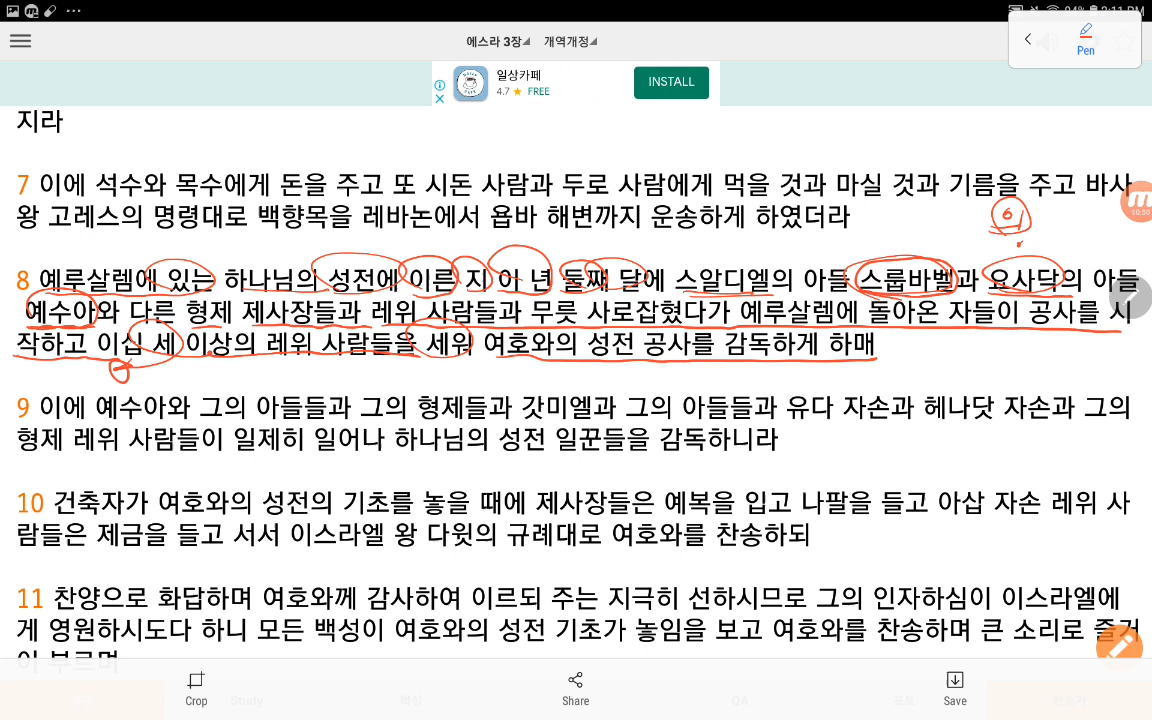 에스라 3장 개역개정
Pen
일상카페
4.7 ★ FREE
INSTALL
지라
7 이에 석수와 목수에게 돈을 주고 또 시돈 사람과 두로 사람에게 먹을 것과 마실 것과 기름을 주고 바사
왕 고레스의 명령대로 백향목을 레바논에서 욥바 해변까지 운송하게 하였더라
6
10:50
8 예루살렘에 있는 하나님의 성전에 이른 지 이 년 둘째 달에 스알디엘의 아들 스룹바벨과 요사닥의 아들
예수아와 다른 형제 제사장들과 레위 사람들과 무릇 사로잡혔다가 예루살렘에 돌아온 자들이 공사를 시
작하고 이십 세 이상의 레위 사람들을 세워 여호와의 성전 공사를 감독하게 하매
9 이에 예수아와 그의 아들들과 그의 형제들과 갓미엘과 그의 아들들과 유다 자손과 헤나닷 자손과 그의
형제 레위 사람들이 일제히 일어나 하나님의 성전 일꾼들을 감독하니라
10 건축자가 여호와의 성전의 기초를 놓을 때에 제사장들은 예복을 입고 나팔을 들고 아삽 자손 레위 사
람들은 제금을 들고 서서 이스라엘 왕 다윗의 규례대로 여호와를 찬송하되
11 찬양으로 화답하며 여호와께 감사하여 이르되 주는 지극히 선하시므로 그의 인자하심이 이스라엘에
게 영원하시도다 하니 모든 백성이 여호와의 성전 기초가 놓임을 보고 여호와를 찬송하며 큰 소리로 즐거
이 부르며
Crop
Share
Save
Study
QA